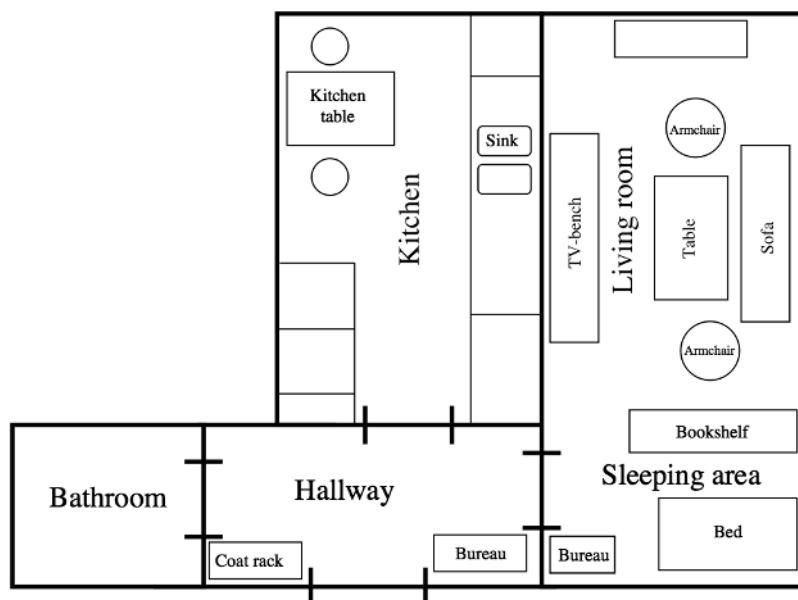 Kitchen
table
Sink
Kitchen
Armchair
TV-bench
Living room
Table
Sofa
Armchair
Bookshelf
Sleeping area
Bed
Bureau
Bathroom
Hallway
Coat rack
Bureau